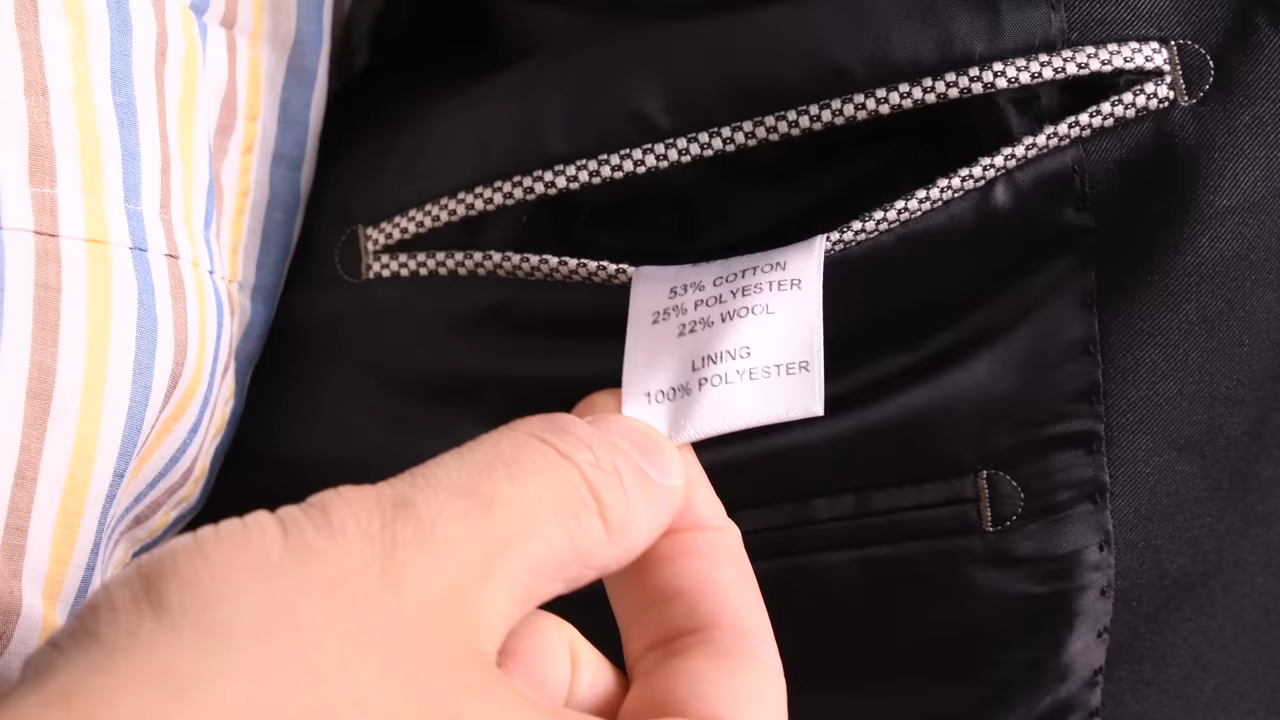 53% COTTON
25% POLYESTER
22% WOOL
LINING
100% POLYESTER